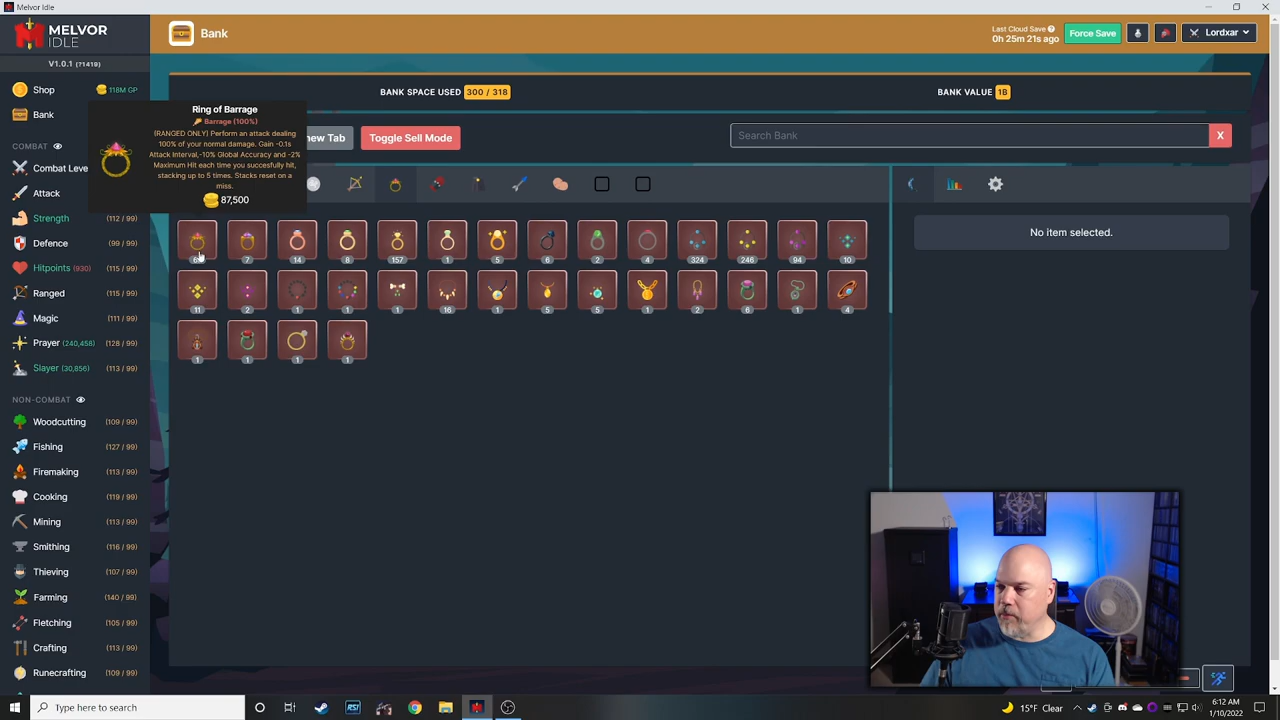 Melvor Idle
MELVOR
IDLE
V1.0.1 (?1419)
Bank
Last Cloud Save
0h 25m 21s ago
Force Save
Lordxar
Shop
118M GP
Bank
BANK SPACE USED 300 / 318
BANK VALUE 1B
Ring of Barrage
Barrage (100%)
(RANGED ONLY) Perform an attack dealing
100% of your normal damage. Gain -0.1s
Attack Interval,-10% Global Accuracy and -2%
Maximum Hit each time you succesfully hit,
stacking up to 5 times. Stacks reset on a
miss.
87,500
new Tab
Toggle Sell Mode
Search Bank
X
COMBAT
Combat Leve
Attack
Strength (112 / 99)
Defence (99 / 99)
Hitpoints (930) (115 / 99)
Ranged (115 / 99)
Magic (111 / 99)
Prayer (240,458) (128 / 99)
Slayer (30,856) (113 / 99)
NON-COMBAT
Woodcutting (109 / 99)
Fishing (127 / 99)
Firemaking (113 / 99)
Cooking (119 / 99)
Mining (113 / 99)
Smithing (116 / 99)
Thieving (107 / 99)
Farming (140 / 99)
Fletching (105 / 99)
Crafting (113 / 99)
Runecrafting (109 / 99)
No item selected.
7 14 8 157 1 5 6 2 4 324 246 94 10
11 2 1 1 1 16 1 5 5 1 2 6 1 4
1 1 1 1
Type here to search
RSI
15°F Clear
6:12 AM
1/10/2022